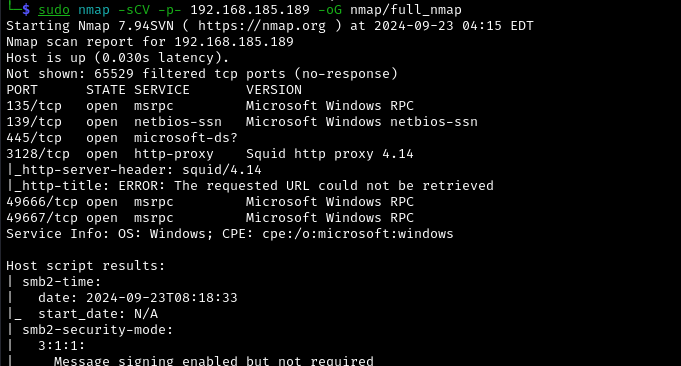 └─$ sudo nmap -sCV -p- 192.168.185.189 -oG nmap/full_nmap
Starting Nmap 7.94SVN ( https://nmap.org ) at 2024-09-23 04:15 EDT
Nmap scan report for 192.168.185.189
Host is up (0.030s latency).
Not shown: 65529 filtered tcp ports (no-response)
PORT      STATE SERVICE       VERSION
135/tcp   open  msrpc         Microsoft Windows RPC
139/tcp   open  netbios-ssn   Microsoft Windows netbios-ssn
445/tcp   open  microsoft-ds?
3128/tcp  open  http-proxy    Squid http proxy 4.14
|_http-server-header: squid/4.14
|_http-title: ERROR: The requested URL could not be retrieved
49666/tcp open  msrpc         Microsoft Windows RPC
49667/tcp open  msrpc         Microsoft Windows RPC
Service Info: OS: Windows; CPE: cpe:/o:microsoft:windows

Host script results:
| smb2-time:
|   date: 2024-09-23T08:18:33
|_  start_date: N/A
| smb2-security-mode:
|   3:1:1:
|     Message signing enabled but not required